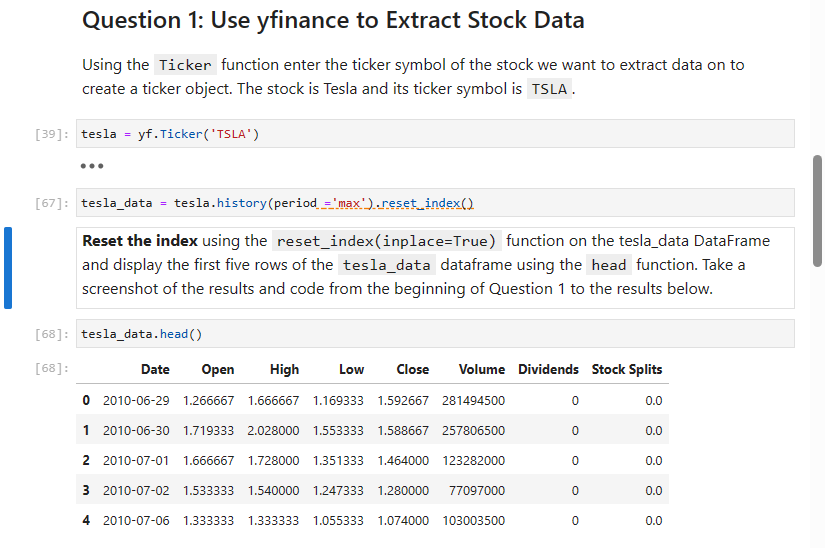 Question 1: Use yfinance to Extract Stock Data
Using the Ticker function enter the ticker symbol of the stock we want to extract data on to
create a ticker object. The stock is Tesla and its ticker symbol is TSLA.
[39]: tesla = yf.Ticker('TSLA')
•••
[67]: tesla_data = tesla.history(period ='max').reset_index()
Reset the index using the reset_index(inplace=True) function on the tesla_data DataFrame
and display the first five rows of the tesla_data dataframe using the head function. Take a
screenshot of the results and code from the beginning of Question 1 to the results below.
[68]: tesla_data.head()
[68]: Date Open High Low Close Volume Dividends Stock Splits
0 2010-06-29 1.266667 1.666667 1.169333 1.592667 281494500 0 0.0
1 2010-06-30 1.719333 2.028000 1.553333 1.588667 257806500 0 0.0
2 2010-07-01 1.666667 1.728000 1.351333 1.464000 123282000 0 0.0
3 2010-07-02 1.533333 1.540000 1.247333 1.280000 77097000 0 0.0
4 2010-07-06 1.333333 1.333333 1.055333 1.074000 103003500 0 0.0